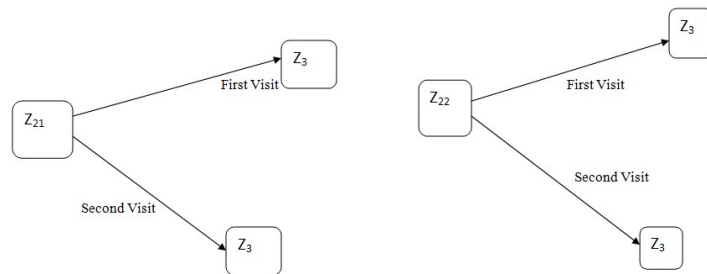 Z₂₁
Z₃
First Visit
Second Visit
Z₃
Z₂₂
Z₃
First Visit
Second Visit
Z₃